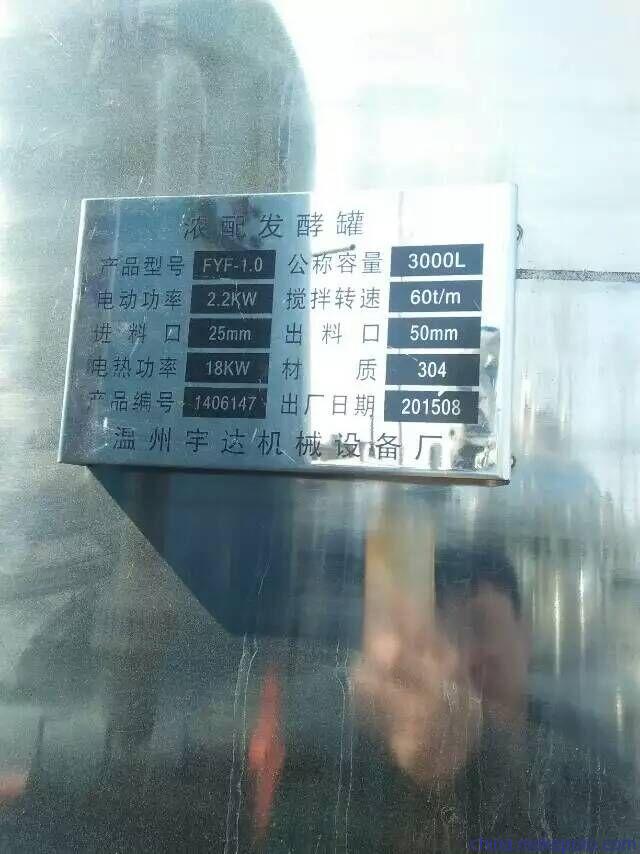 浓配发酵罐
产品型号 FYF-1.0 公称容量 3000L
电动功率 2.2KW 搅拌转速 60t/m
进料口 25mm 出料口 50mm
电热功率 18KW 材质 304
产品编号 1406147 出厂日期 201508
温州宇达机械设备厂